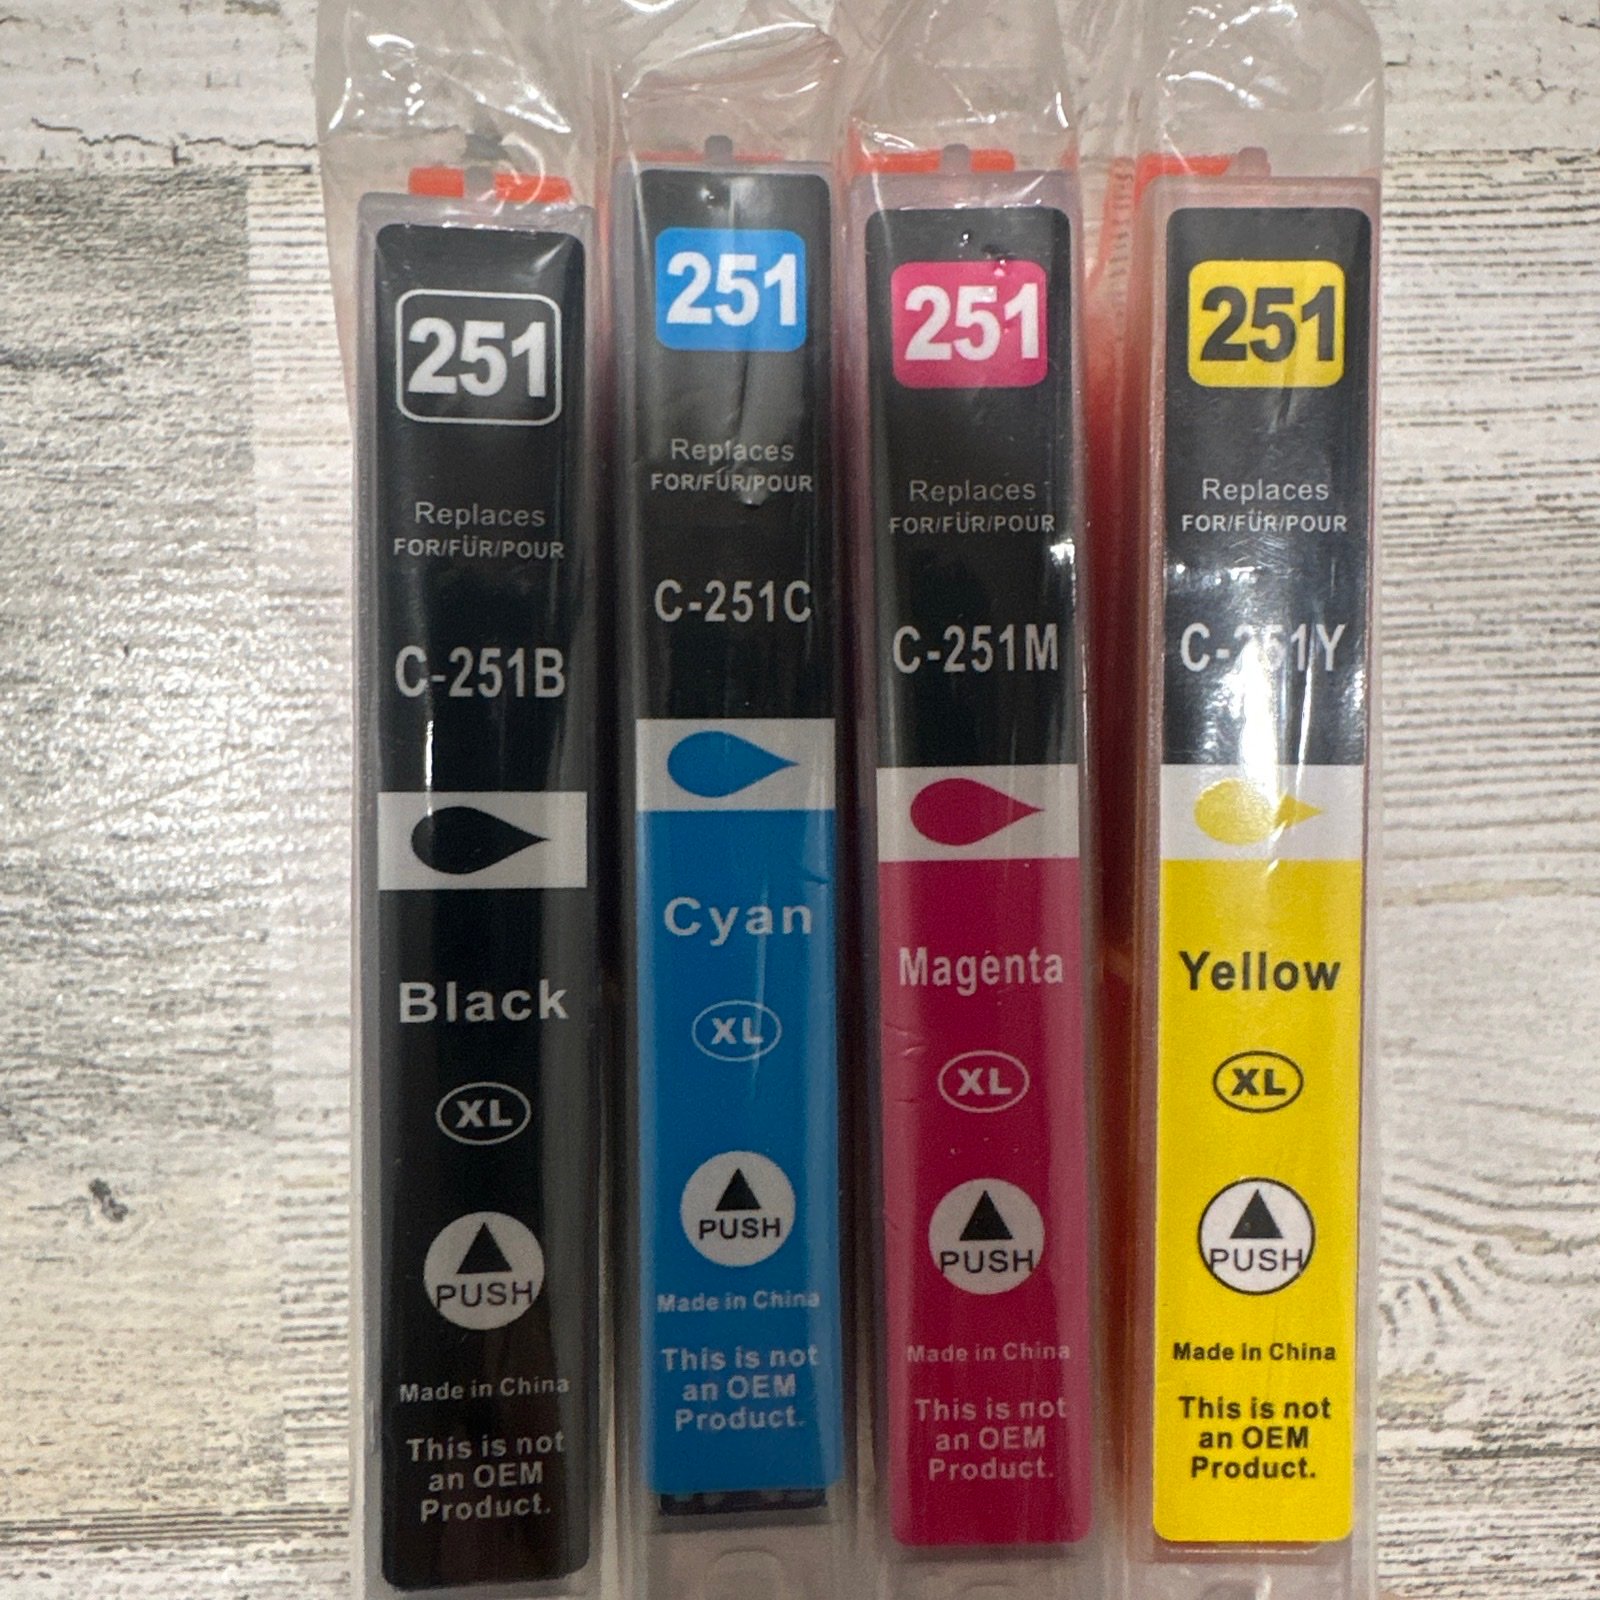 251
Replaces
FOR/FÜR/POUR
C-251B
Black
XL
PUSH
Made in China
This is not
an OEM
Product.
251
Replaces
FOR/FÜR/POUR
C-251C
Cyan
XL
PUSH
Made in China
This is not
an OEM
Product.
251
Replaces
FOR/FÜR/POUR
C-251M
Magenta
XL
PUSH
Made in China
This is not
an OEM
Product.
251
Replaces
FOR/FÜR/POUR
C-251Y
Yellow
XL
PUSH
Made in China
This is not
an OEM
Product.